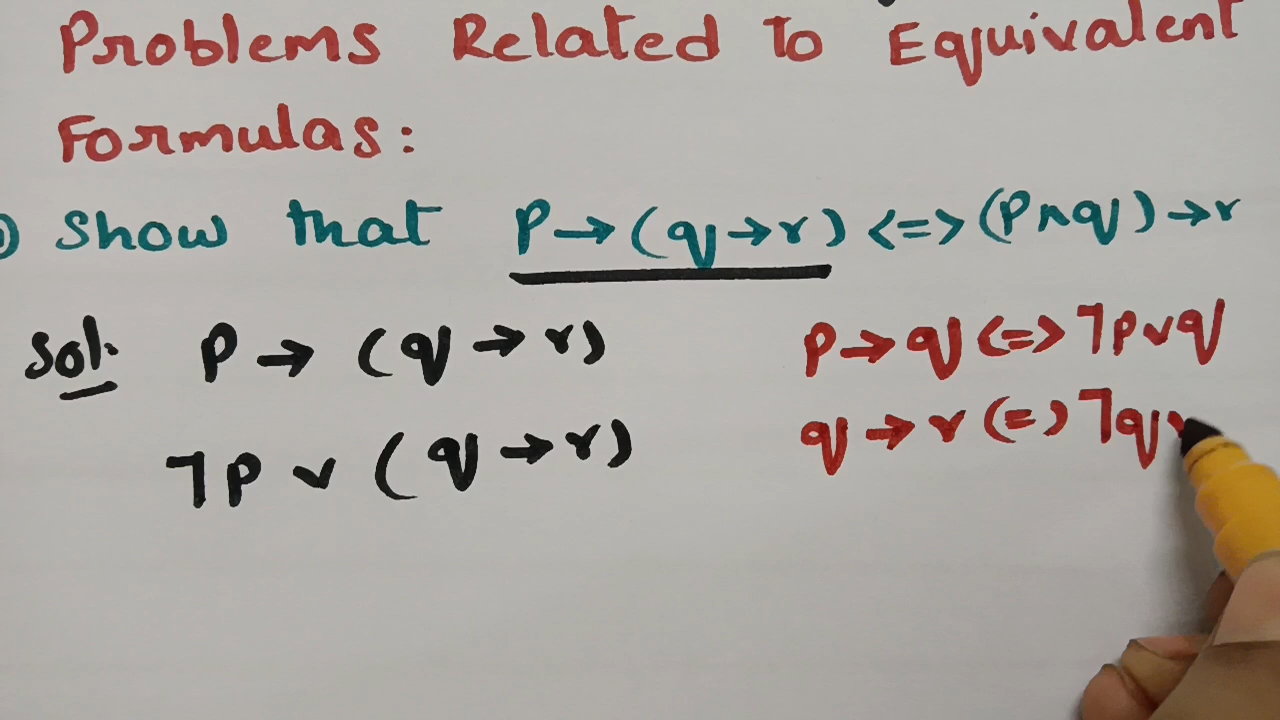 Problems Related To Equivalent
Formulas:
) Show that P→(q→r) <=> (P∧q)→r
Sol. P→(q→r)
P→q <=> ¬P∨q
¬P ∨ (q→r)
q→r <=> ¬q∨